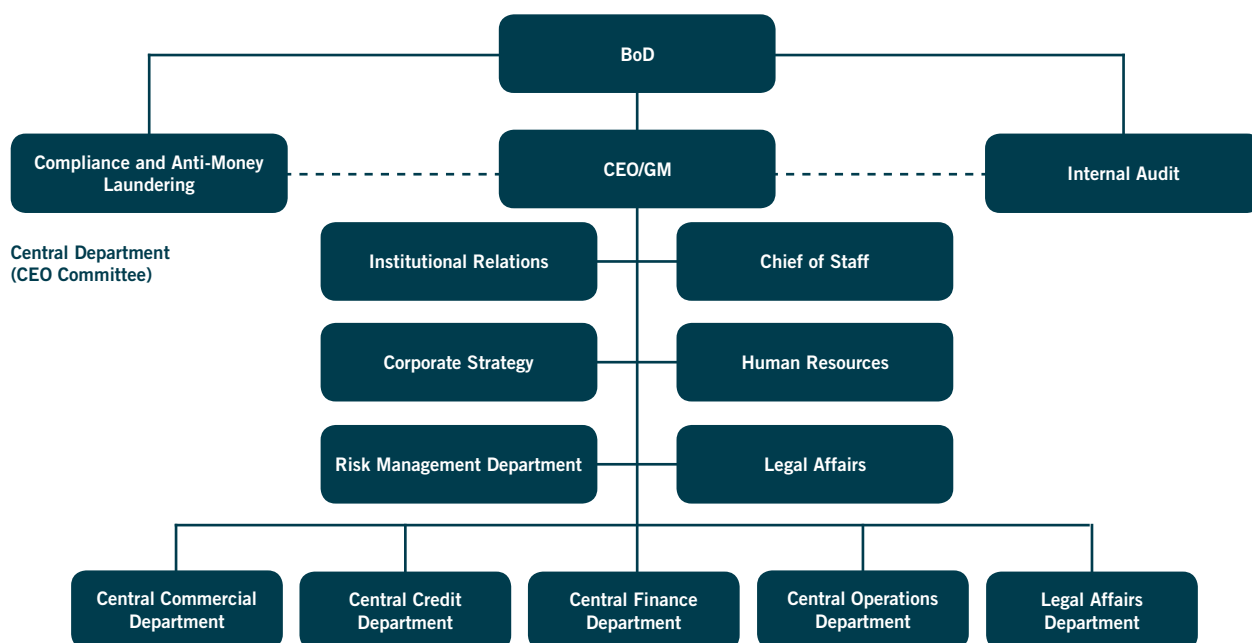 BoD
Compliance and Anti-Money
Laundering
CEO/GM
Internal Audit
Central Department
(CEO Committee)
Institutional Relations
Chief of Staff
Corporate Strategy
Human Resources
Risk Management Department
Legal Affairs
Central Commercial
Department
Central Credit
Department
Central Finance
Department
Central Operations
Department
Legal Affairs
Department